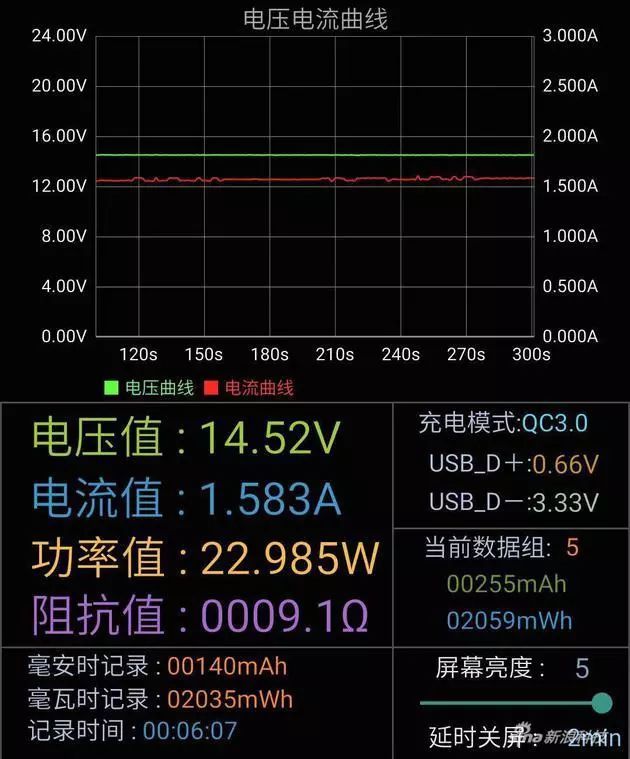 电压电流曲线
24.00V 3.000A
20.00V 2.500A
16.00V 2.000A
12.00V 1.500A
8.00V 1.000A
4.00V 0.500A
0.00V 0.000A
120s 150s 180s 210s 240s 270s 300s
电压曲线 电流曲线
电压值:14.52V
电流值:1.583A
功率值:22.985W
阻抗值:0009.1Ω
充电模式:QC3.0
USB_D+:0.66V
USB_D-:3.33V
当前数据组: 5
00255mAh
02059mWh
毫安时记录:00140mAh
毫瓦时记录:02035mWh
记录时间:00:06:07
屏幕亮度: 5
延时关屏: 2min
sina新浪科技